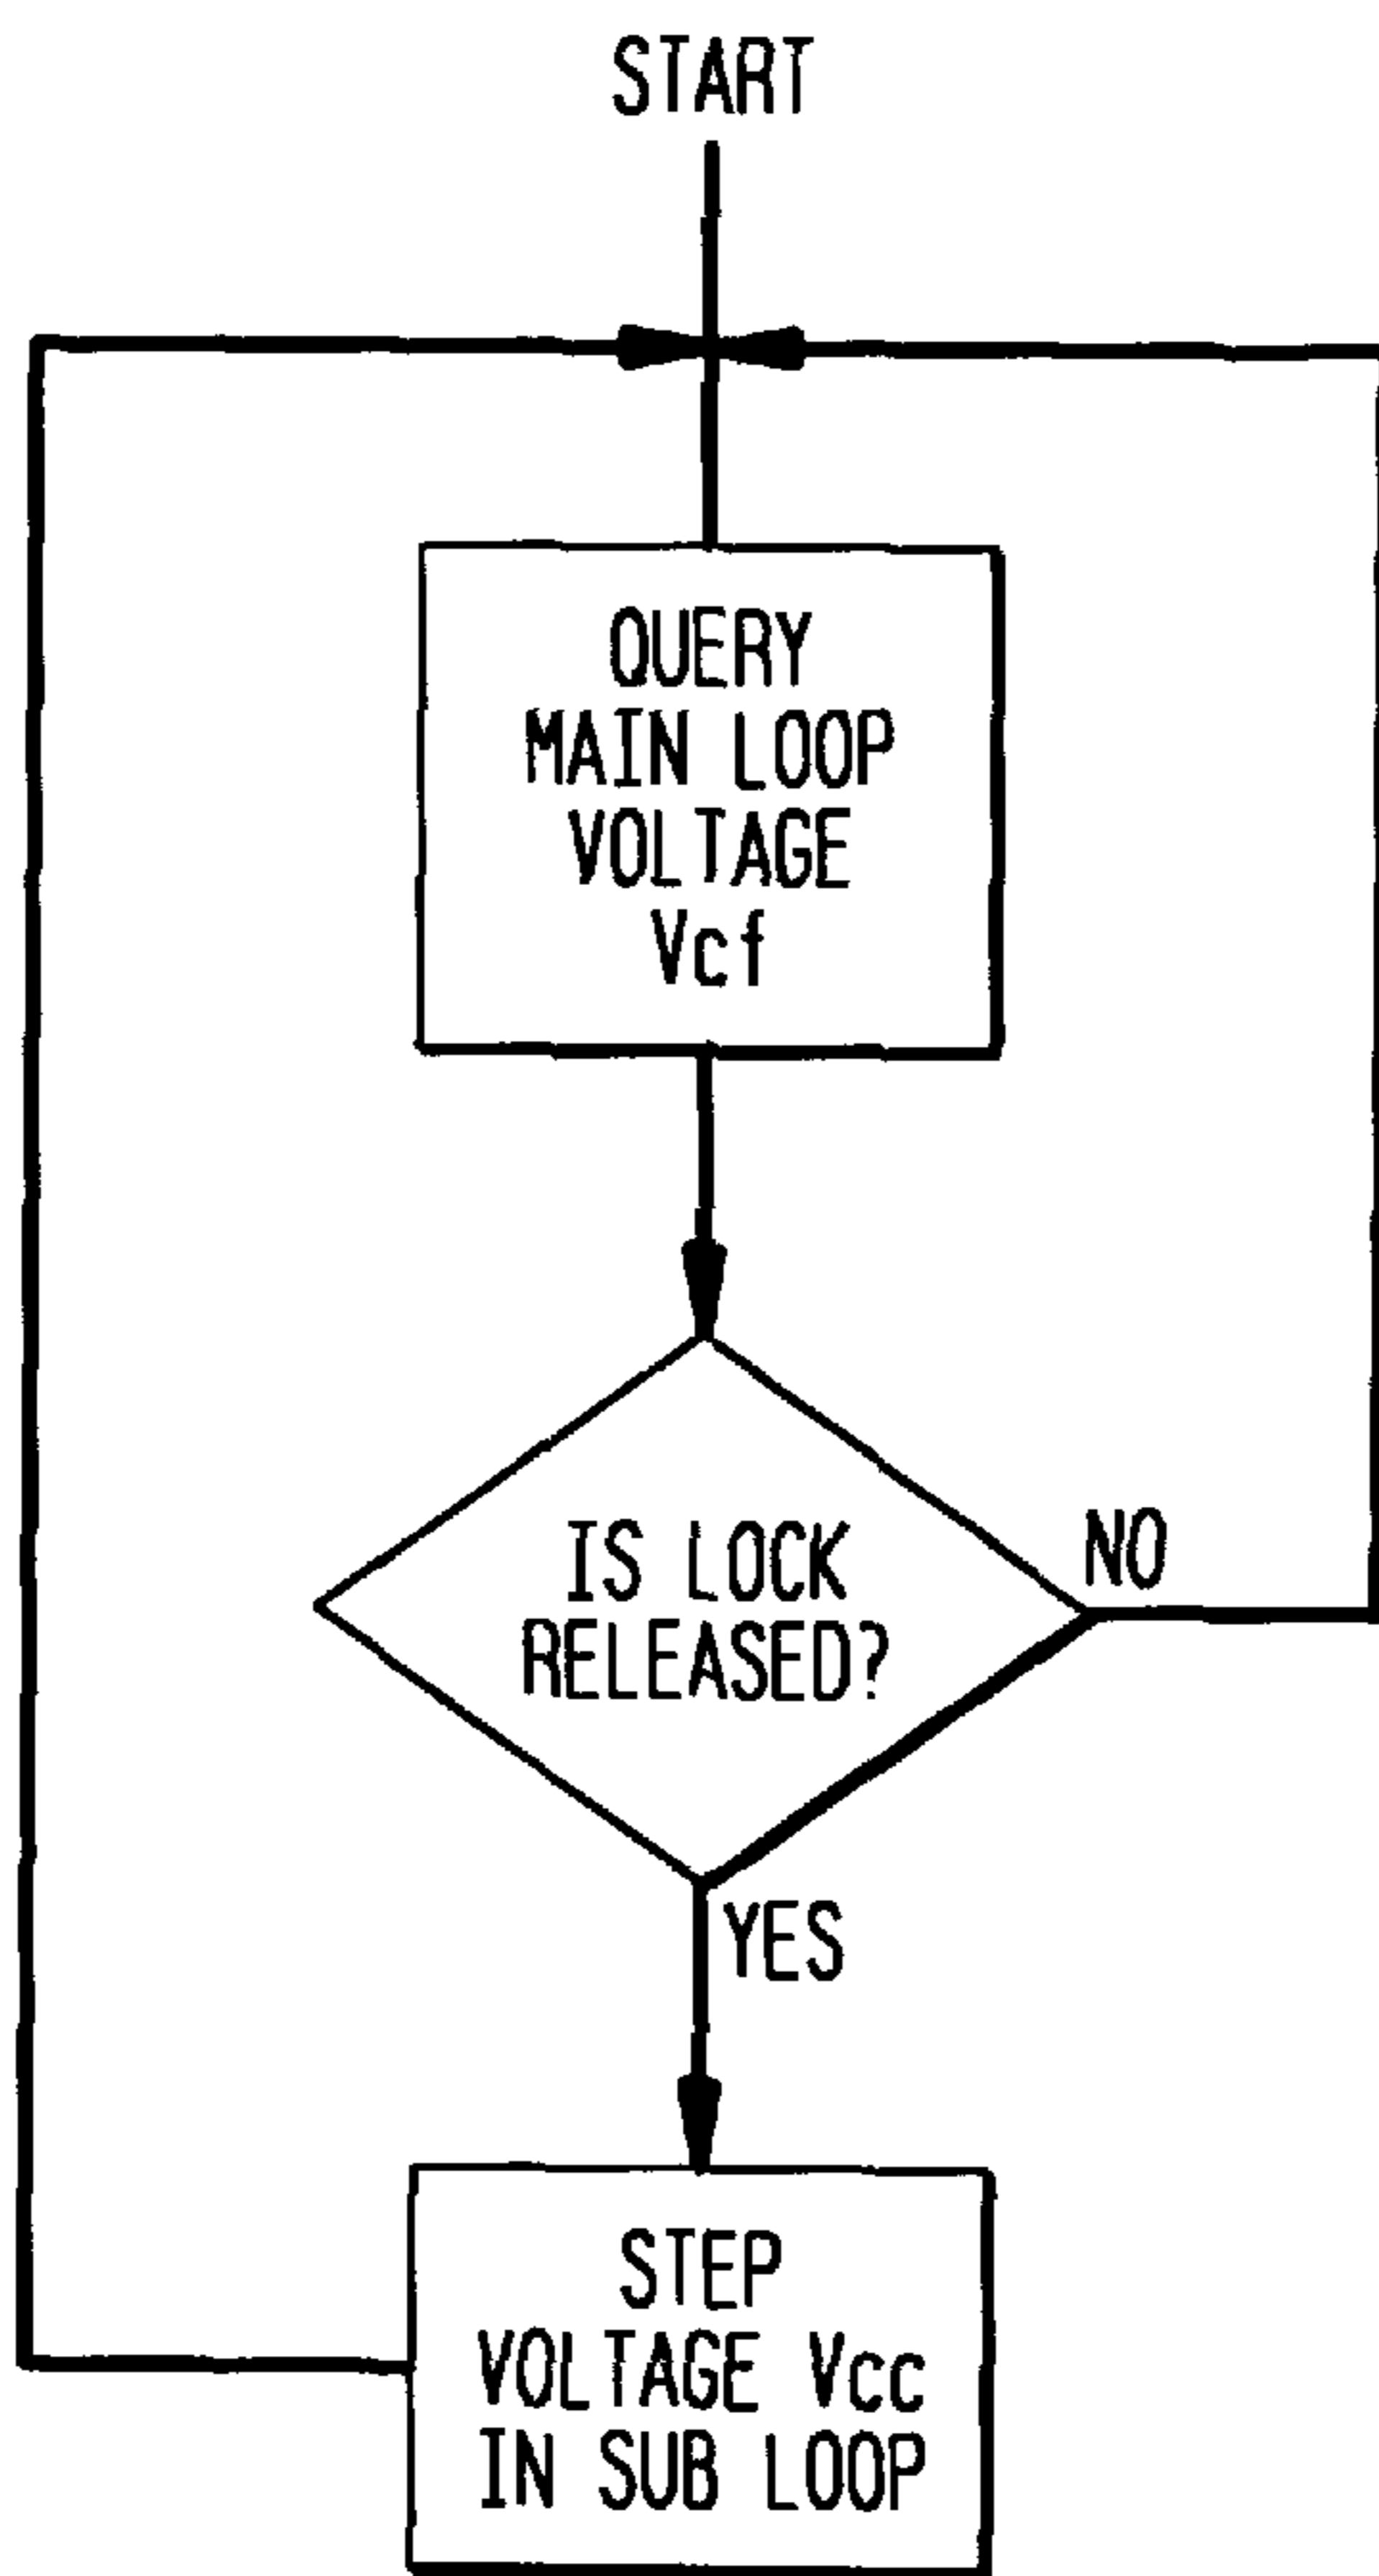 START
QUERY
MAIN LOOP
VOLTAGE
Vcf
IS LOCK
RELEASED?
NO
YES
STEP
VOLTAGE Vcc
IN SUB LOOP